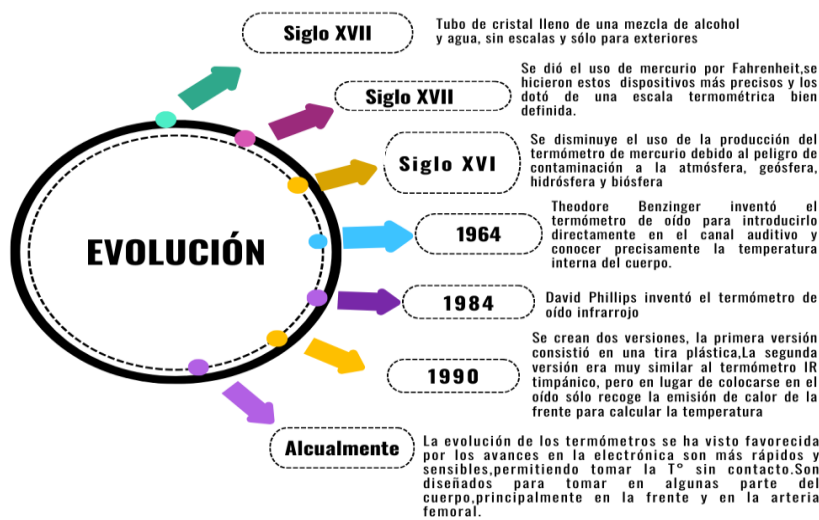 EVOLUCIÓN
Siglo XVII
Tubo de cristal lleno de una mezcla de alcohol
y agua, sin escalas y sólo para exteriores
Siglo XVII
Se dió el uso de mercurio por Fahrenheit,se
hicieron estos dispositivos más precisos y los
dotó de una escala termométrica bien
definida.
Siglo XVI
Se disminuye el uso de la producción del
termómetro de mercurio debido al peligro de
contaminación a la atmósfera, geósfera,
hidrósfera y biósfera
1964
Theodore Benzinger inventó el
termómetro de oído para introducirlo
directamente en el canal auditivo y
conocer precisamente la temperatura
interna del cuerpo.
1984
David Phillips inventó el termómetro de
oído infrarrojo
1990
Se crean dos versiones, la primera versión
consistió en una tira plástica,La segunda
versión era muy similar al termómetro IR
timpánico, pero en lugar de colocarse en el
oído sólo recoge la emisión de calor de la
frente para calcular la temperatura
Alcualmente
La evolución de los termómetros se ha visto favorecida
por los avances en la electrónica son más rápidos y
sensibles,permitiendo tomar la T° sin contacto.Son
diseñados para tomar en algunas parte del
cuerpo,principalmente en la frente y en la arteria
femoral.